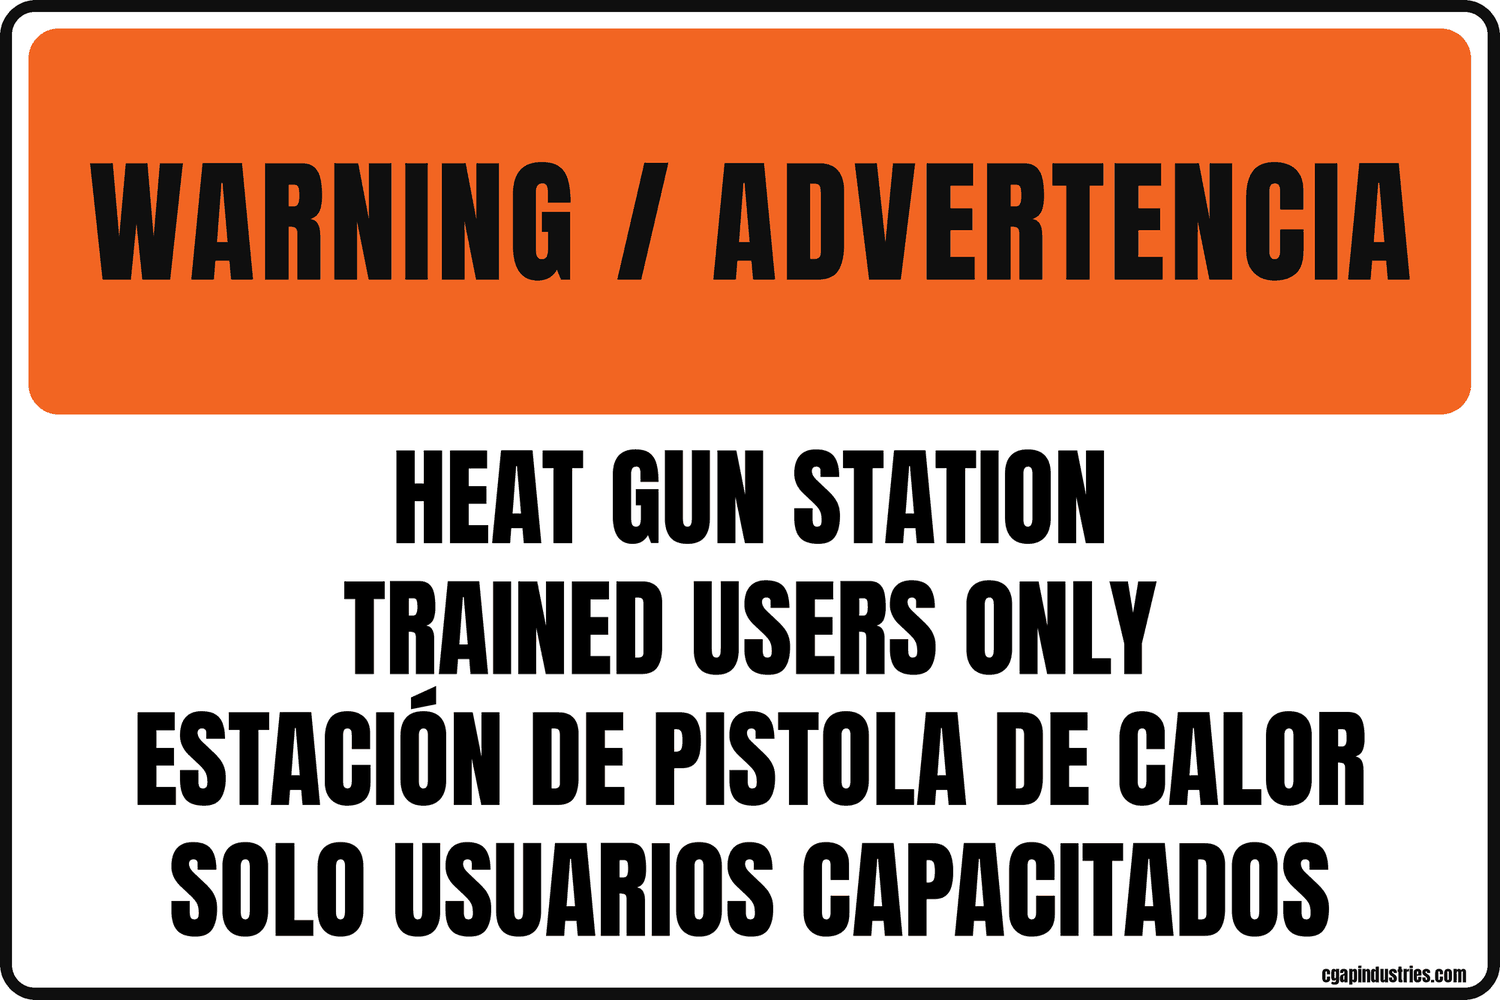 WARNING / ADVERTENCIA
HEAT GUN STATION
TRAINED USERS ONLY
ESTACIÓN DE PISTOLA DE CALOR
SOLO USUARIOS CAPACITADOS
cgapindustries.com